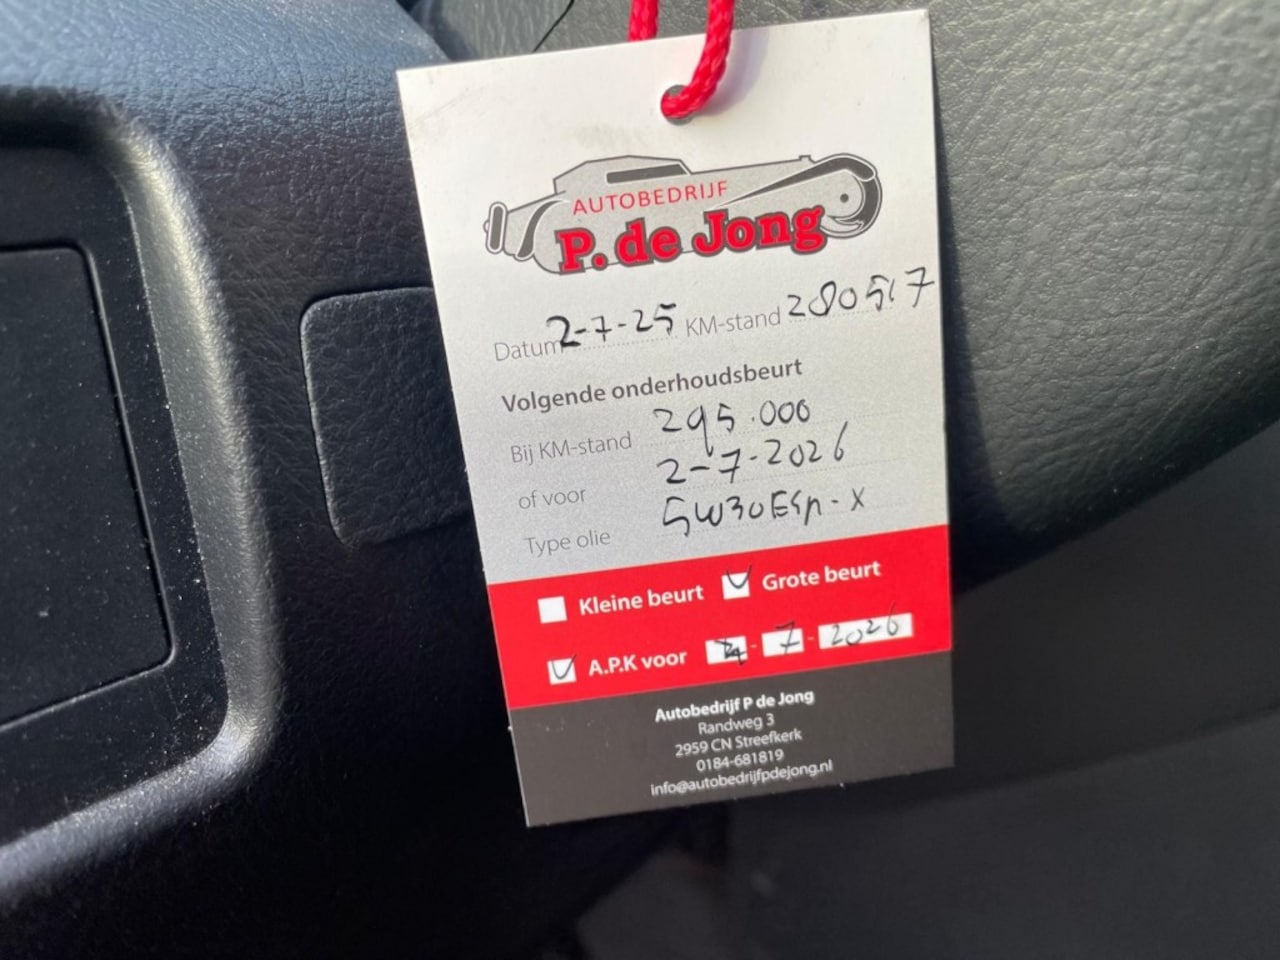 AUTOBEDRIJF
P. de Jong
Datum 2-7-25 KM-stand 280517
Volgende onderhoudsbeurt
Bij KM-stand 295.000
of voor 2-7-2026
Type olie 5W30ESP-X
Kleine beurt Grote beurt
A.P.K voor - 7 - 2026
Autobedrijf P de Jong
Randweg 3
2959 CN Streefkerk
0184-681819
info@autobedrijfpdejong.nl